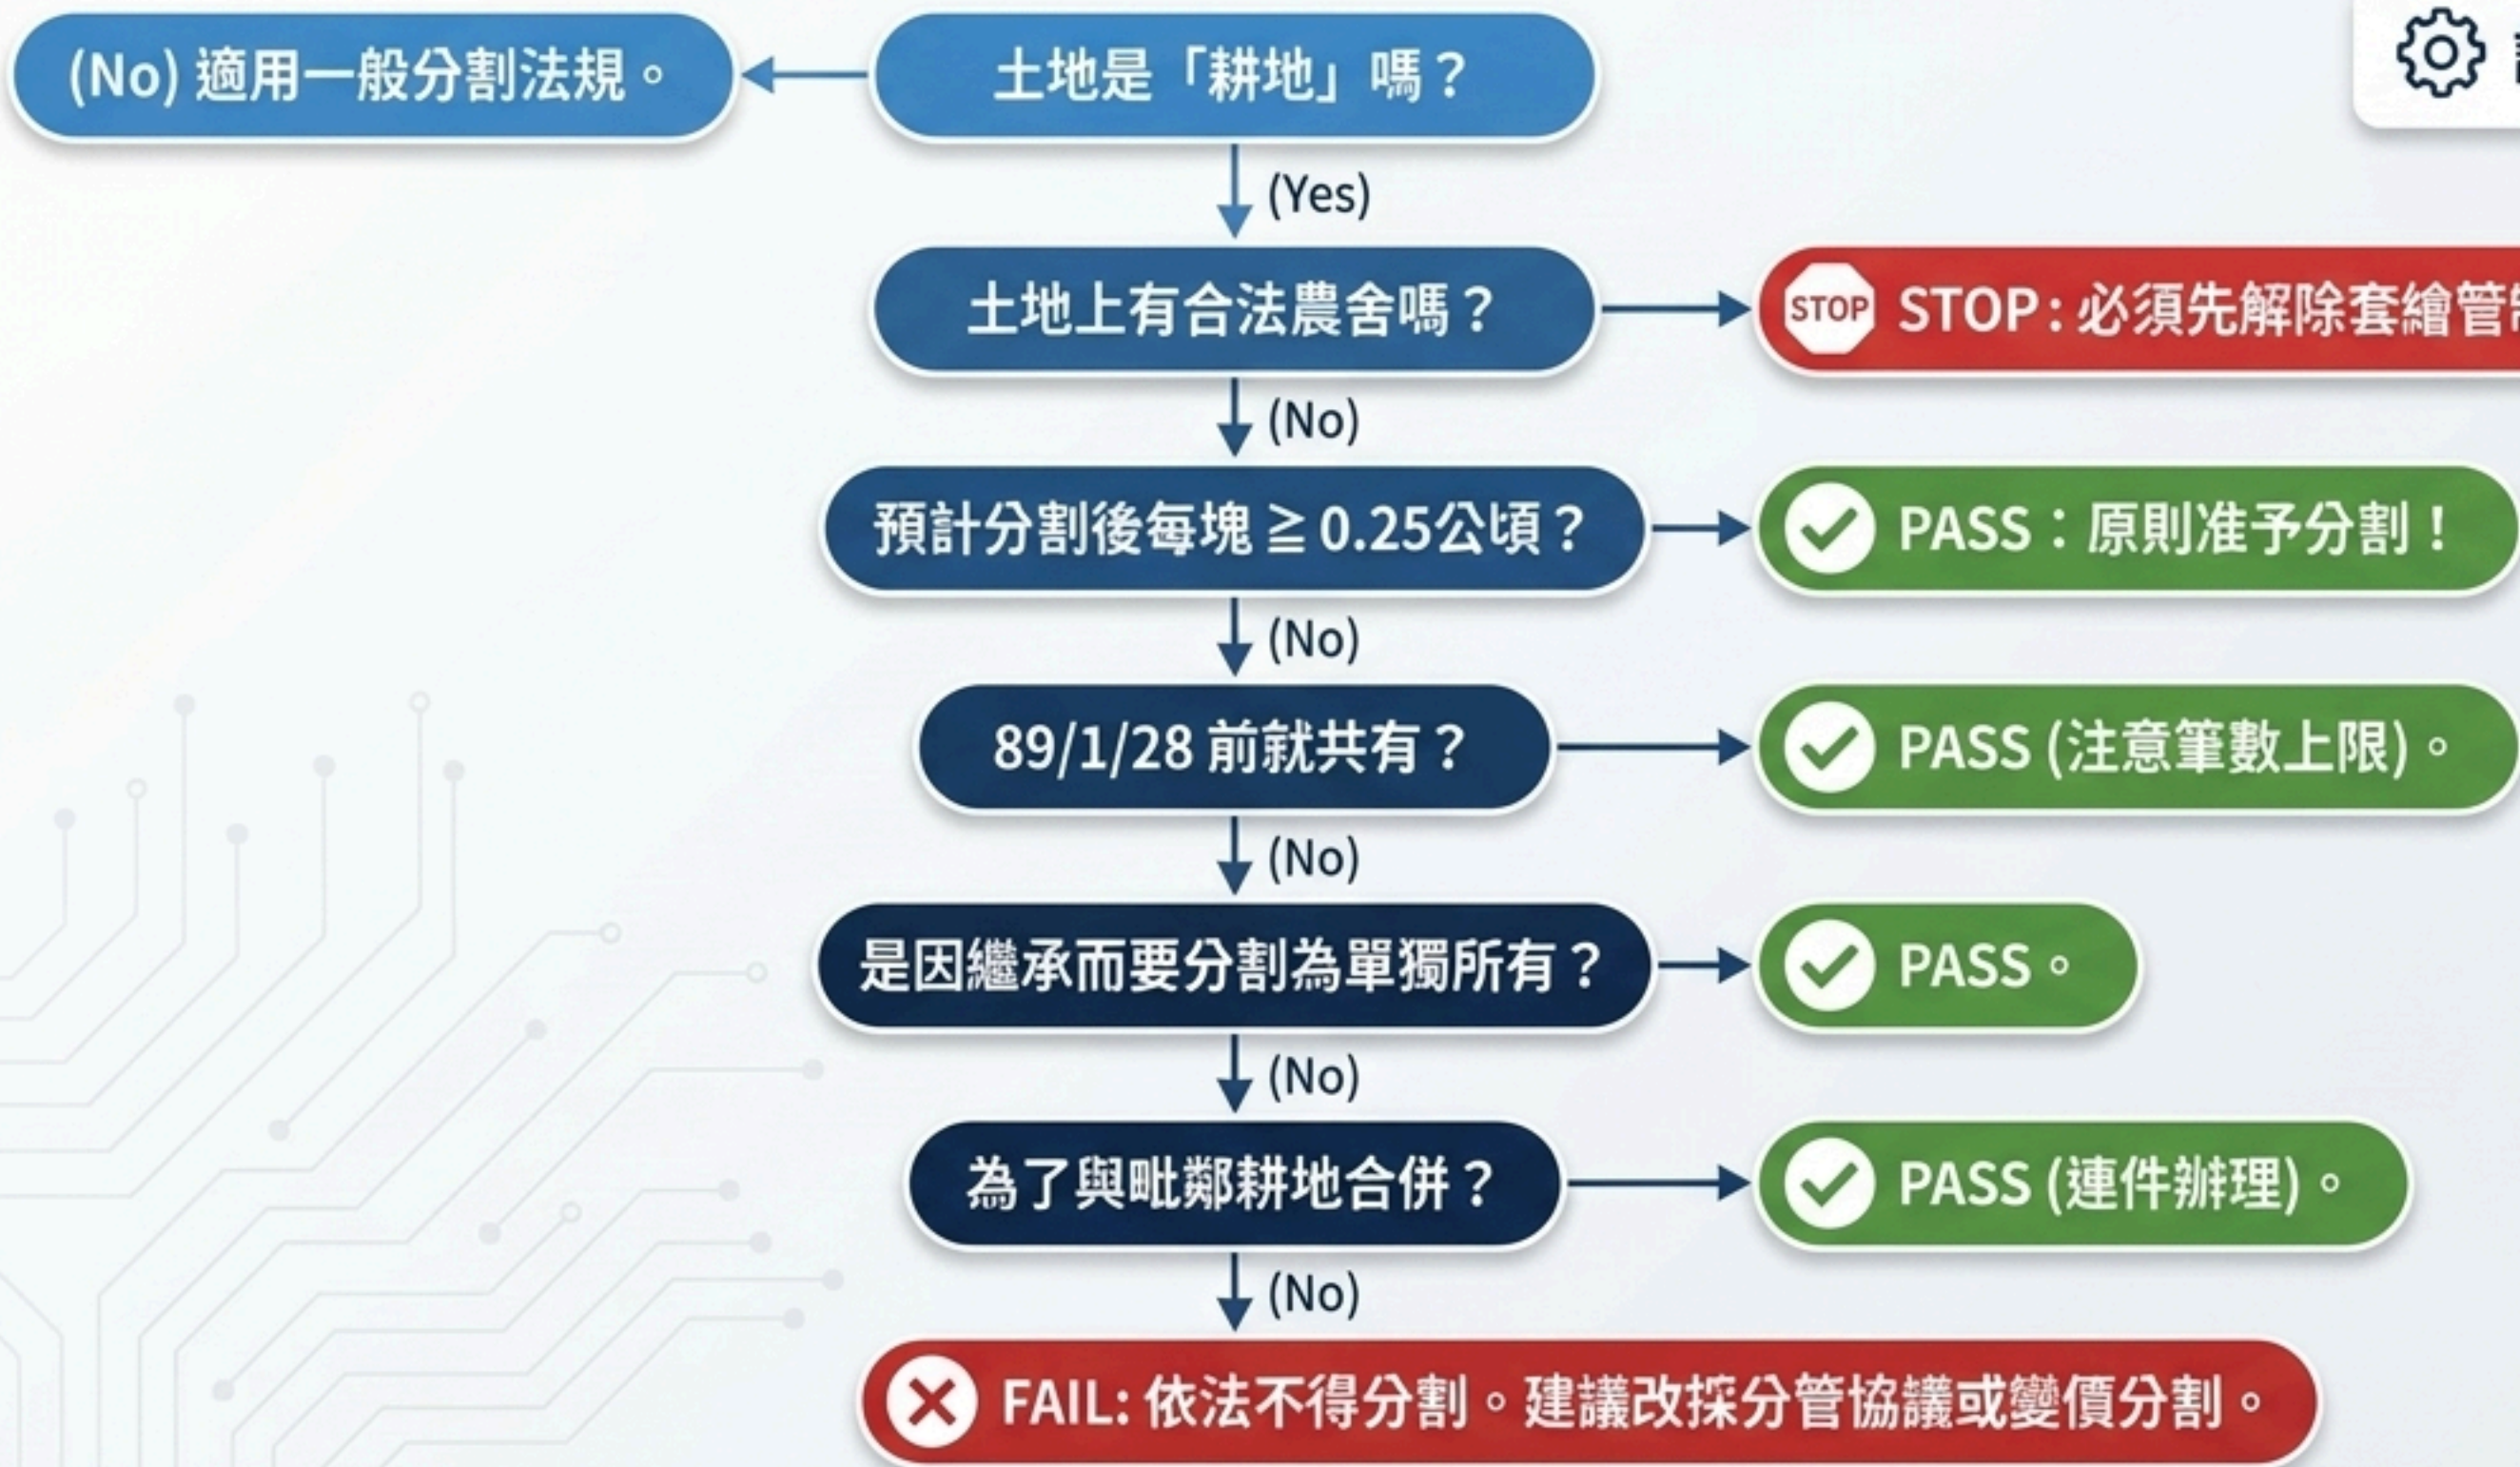 (No) 適用一般分割法規。
土地是「耕地」嗎？
(Yes)
土地上有合法農舍嗎？
STOP
STOP: 必須先解除套繪管
(No)
預計分割後每塊 ≧ 0.25公頃？
PASS：原則准予分割！
(No)
89/1/28 前就共有？
PASS (注意筆數上限)。
(No)
是因繼承而要分割為單獨所有？
PASS。
(No)
為了與毗鄰耕地合併？
PASS (連件辦理)。
(No)
FAIL: 依法不得分割。建議改採分管協議或變價分割。